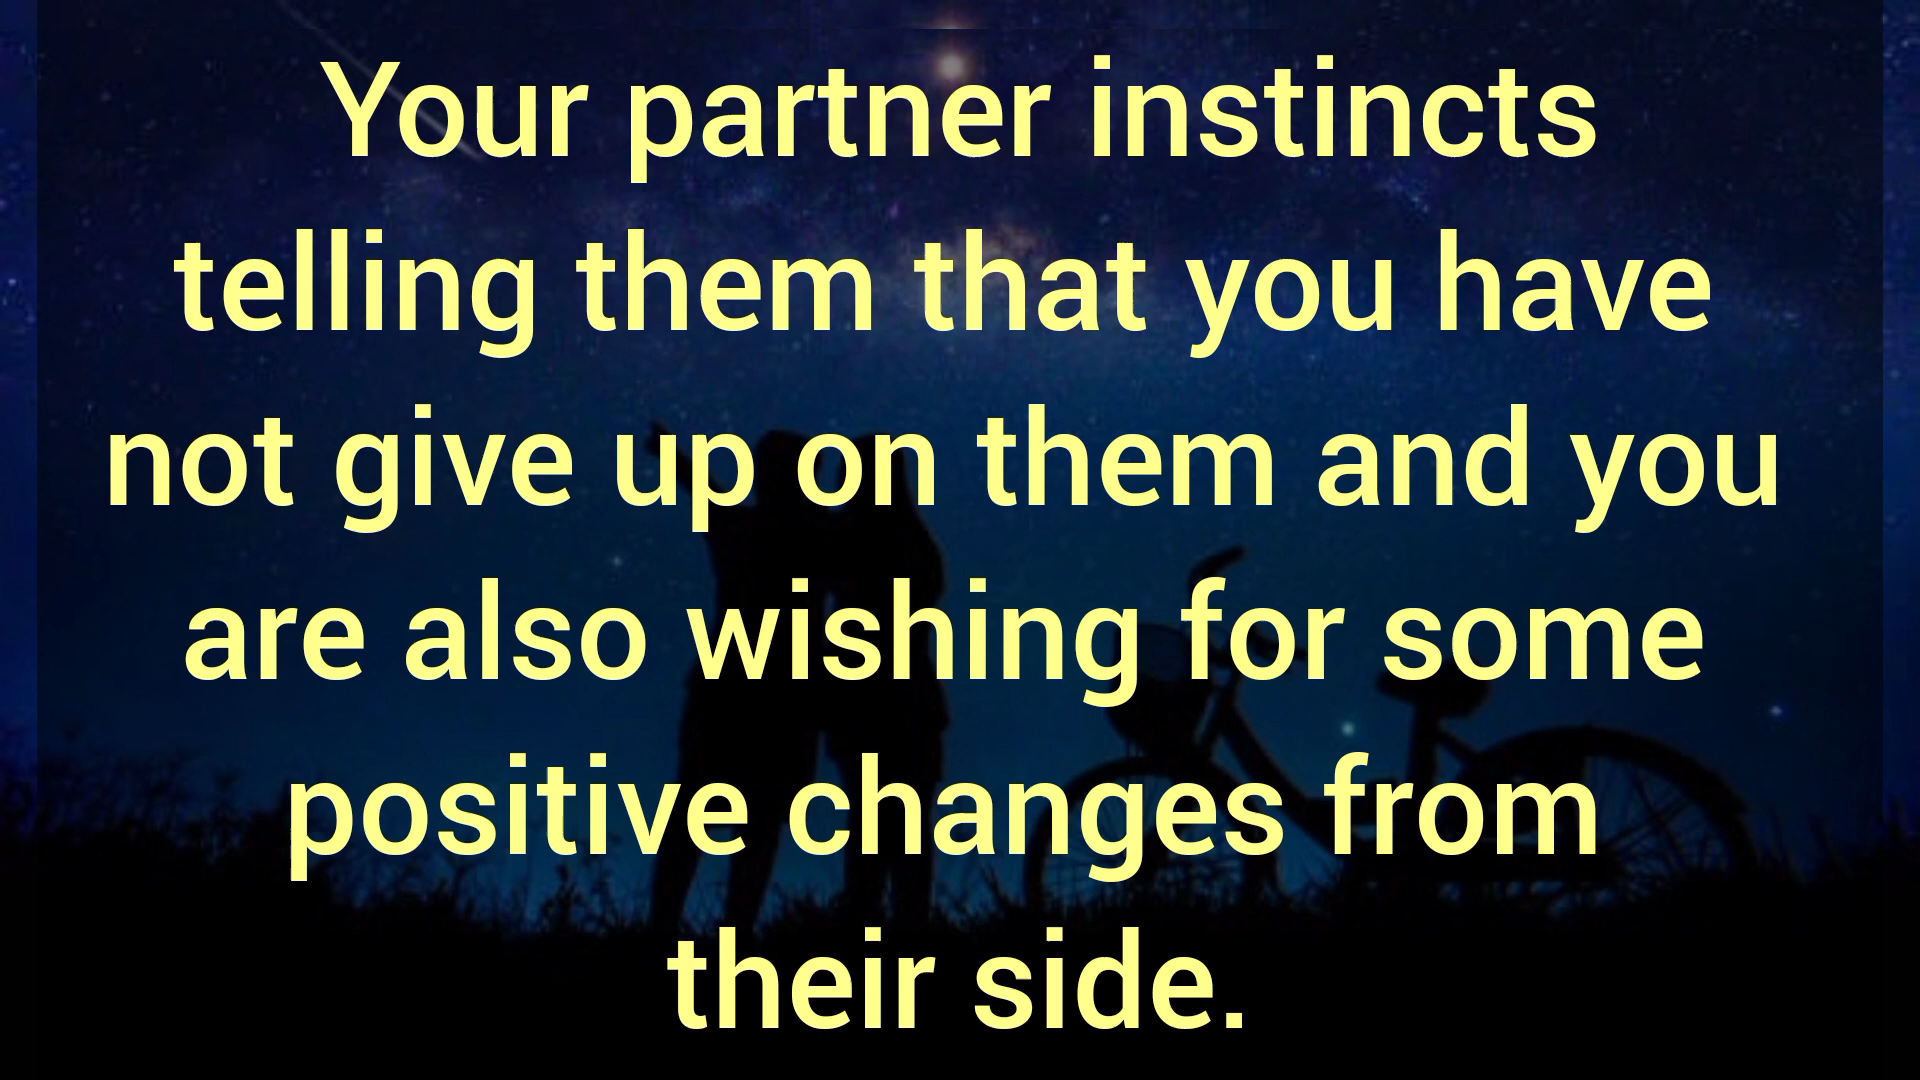 Your partner instincts
telling them that you have
not give up on them and you
are also wishing for some
positive changes from
their side.